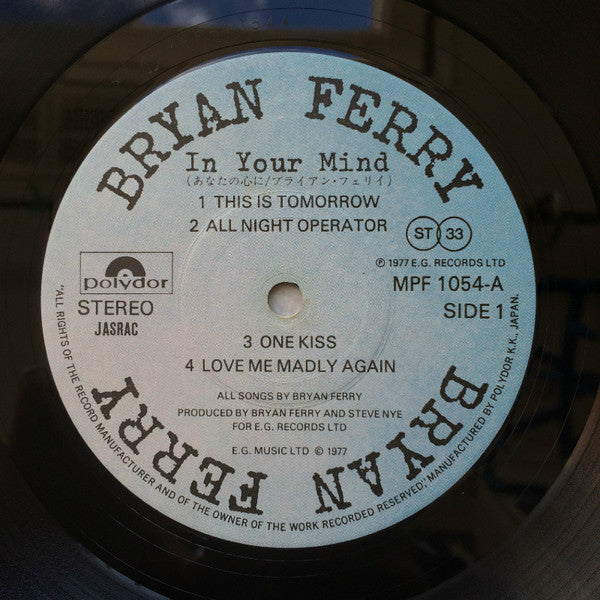 BRYAN FERRY
In Your Mind
(あなたの心に/ブライアン・フェリイ)
1 THIS IS TOMORROW
2 ALL NIGHT OPERATOR
ST 33
℗ 1977 E.G. RECORDS LTD
polydor
MPF 1054-A
STEREO
SIDE 1
JASRAC
3 ONE KISS
4 LOVE ME MADLY AGAIN
ALL SONGS BY BRYAN FERRY
PRODUCED BY BRYAN FERRY AND STEVE NYE
FOR E.G. RECORDS LTD
E.G. MUSIC LTD © 1977
BRYAN FERRY
"ALL RIGHTS OF THE RECORD MANUFACTURER AND OF THE OWNER OF THE WORK RECORDED RESERVED," MANUFACTURED BY POLYDOR K.K., JAPAN.